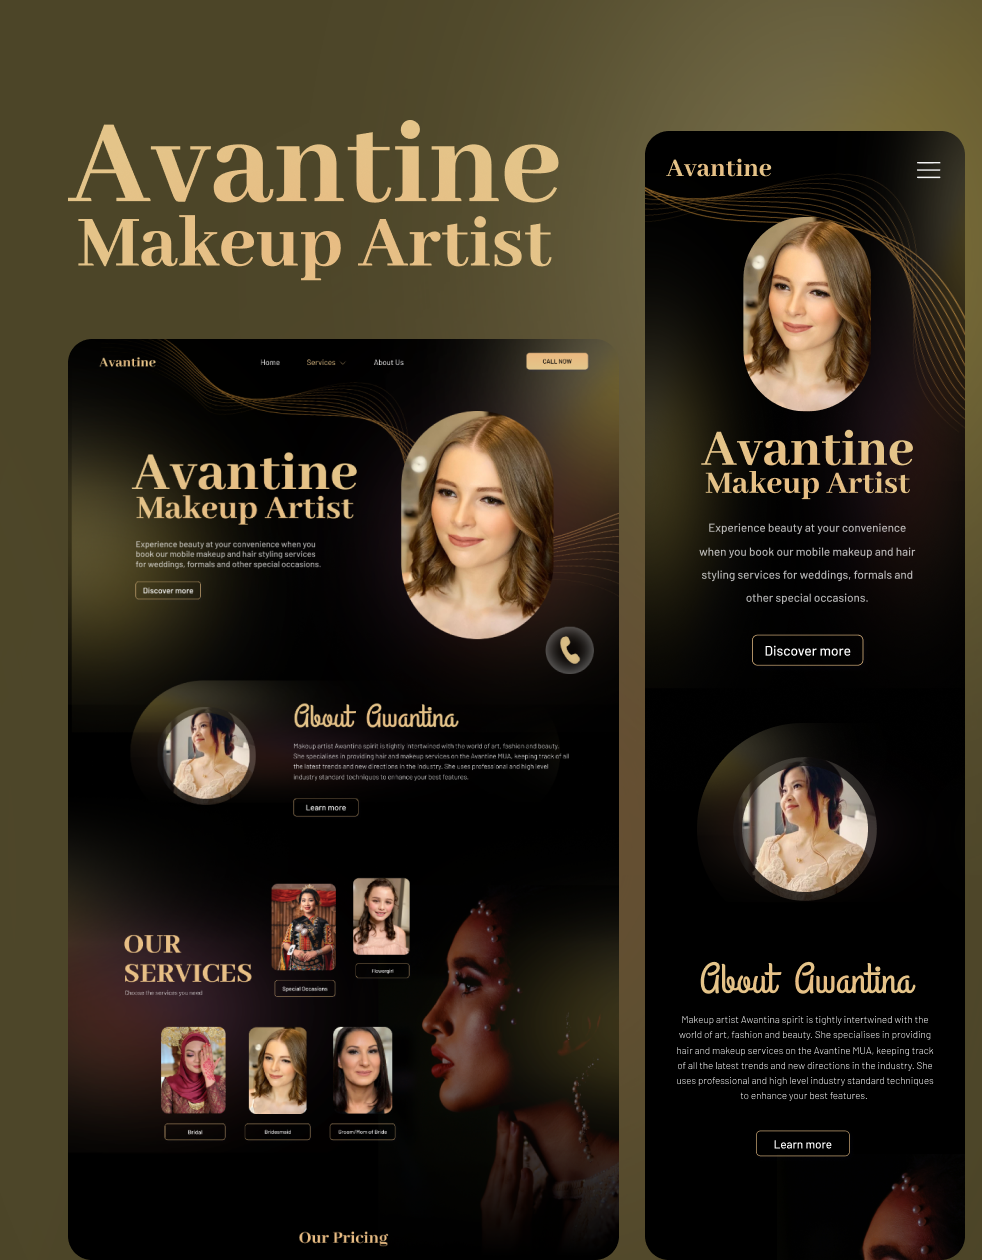 Avantine
Makeup Artist
Avantine
Home
Services
About Us
CALL NOW
Avantine
Makeup Artist
Experience beauty at your convenience when you
book our mobile makeup and hair styling services
for weddings, formals and other special occasions.
Discover more
About Awantina
Makeup artist Awantina spirit is tightly intertwined with the world of art, fashion and beauty.
She specialises in providing hair and makeup services on the Avantine MUA, keeping track of all
the latest trends and new directions in the industry. She uses professional and high level
industry standard techniques to enhance your best features.
Learn more
OUR
SERVICES
Choose the services you need
Special Occasions
Flowergirl
Bridal
Bridesmaid
Groom/Mom of Bride
Our Pricing
Avantine
Avantine
Makeup Artist
Experience beauty at your convenience
when you book our mobile makeup and hair
styling services for weddings, formals and
other special occasions.
Discover more
About Awantina
Makeup artist Awantina spirit is tightly intertwined with the
world of art, fashion and beauty. She specialises in providing
hair and makeup services on the Avantine MUA, keeping track
of all the latest trends and new directions in the industry. She
uses professional and high level industry standard techniques
to enhance your best features.
Learn more